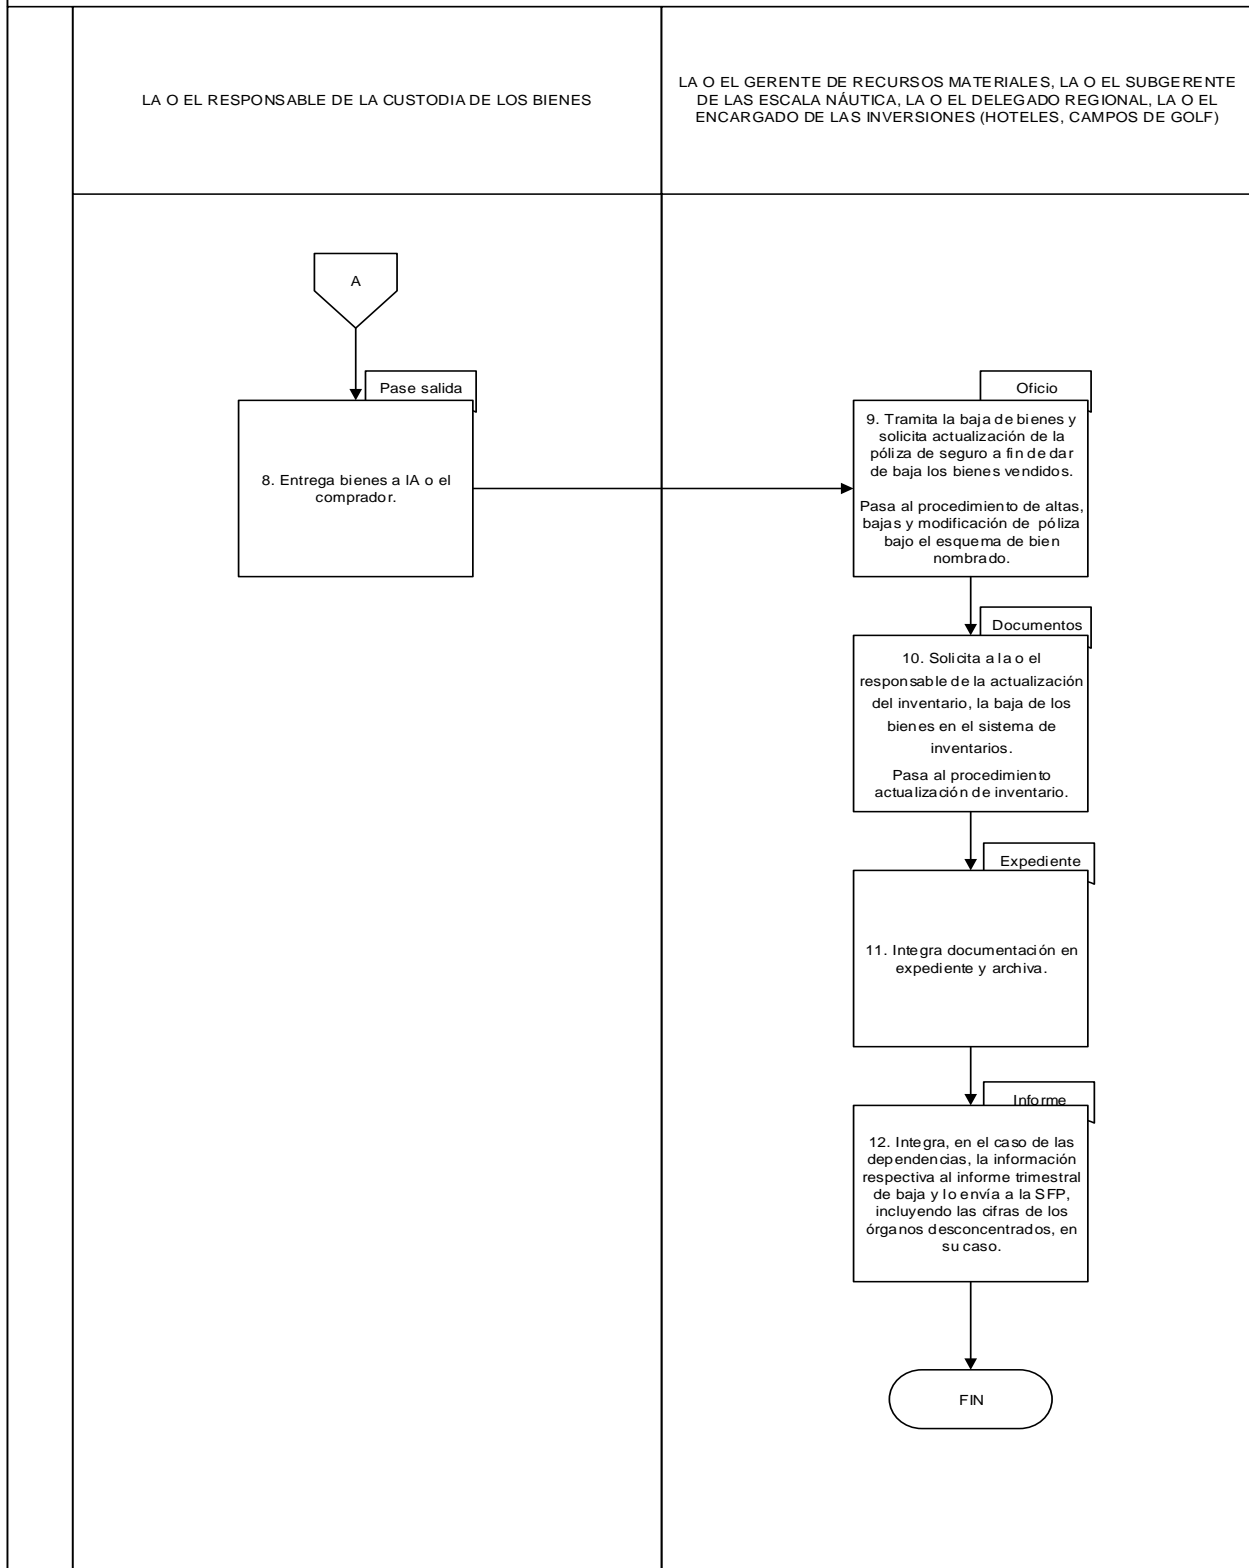 LA O EL RESPONSABLE DE LA CUSTODIA DE LOS BIENES
LA O EL GERENTE DE RECURSOS MATERIALES, LA O EL SUBGERENTE
DE LAS ESCALA NÁUTICA, LA O EL DELEGADO REGIONAL, LA O EL
ENCARGADO DE LAS INVERSIONES (HOTELES, CAMPOS DE GOLF)
A
Pase salida
8. Entrega bienes a lA o el
comprador.
Oficio
9. Tramita la baja de bienes y
solicita actualización de la
póliza de seguro a fin de dar
de baja los bienes vendidos.
Pasa al procedimiento de altas,
bajas y modificación de póliza
bajo el esquema de bien
nombrado.
Documentos
10. Solicita a la o el
responsable de la actualización
del inventario, la baja de los
bienes en el sistema de
inventarios.
Pasa al procedimiento
actualización de inventario.
Expediente
11. Integra documentación en
expediente y archiva.
Informe
12. Integra, en el caso de las
dependencias, la información
respectiva al informe trimestral
de baja y lo envía a la SFP,
incluyendo las cifras de los
órganos desconcentrados, en
su caso.
FIN